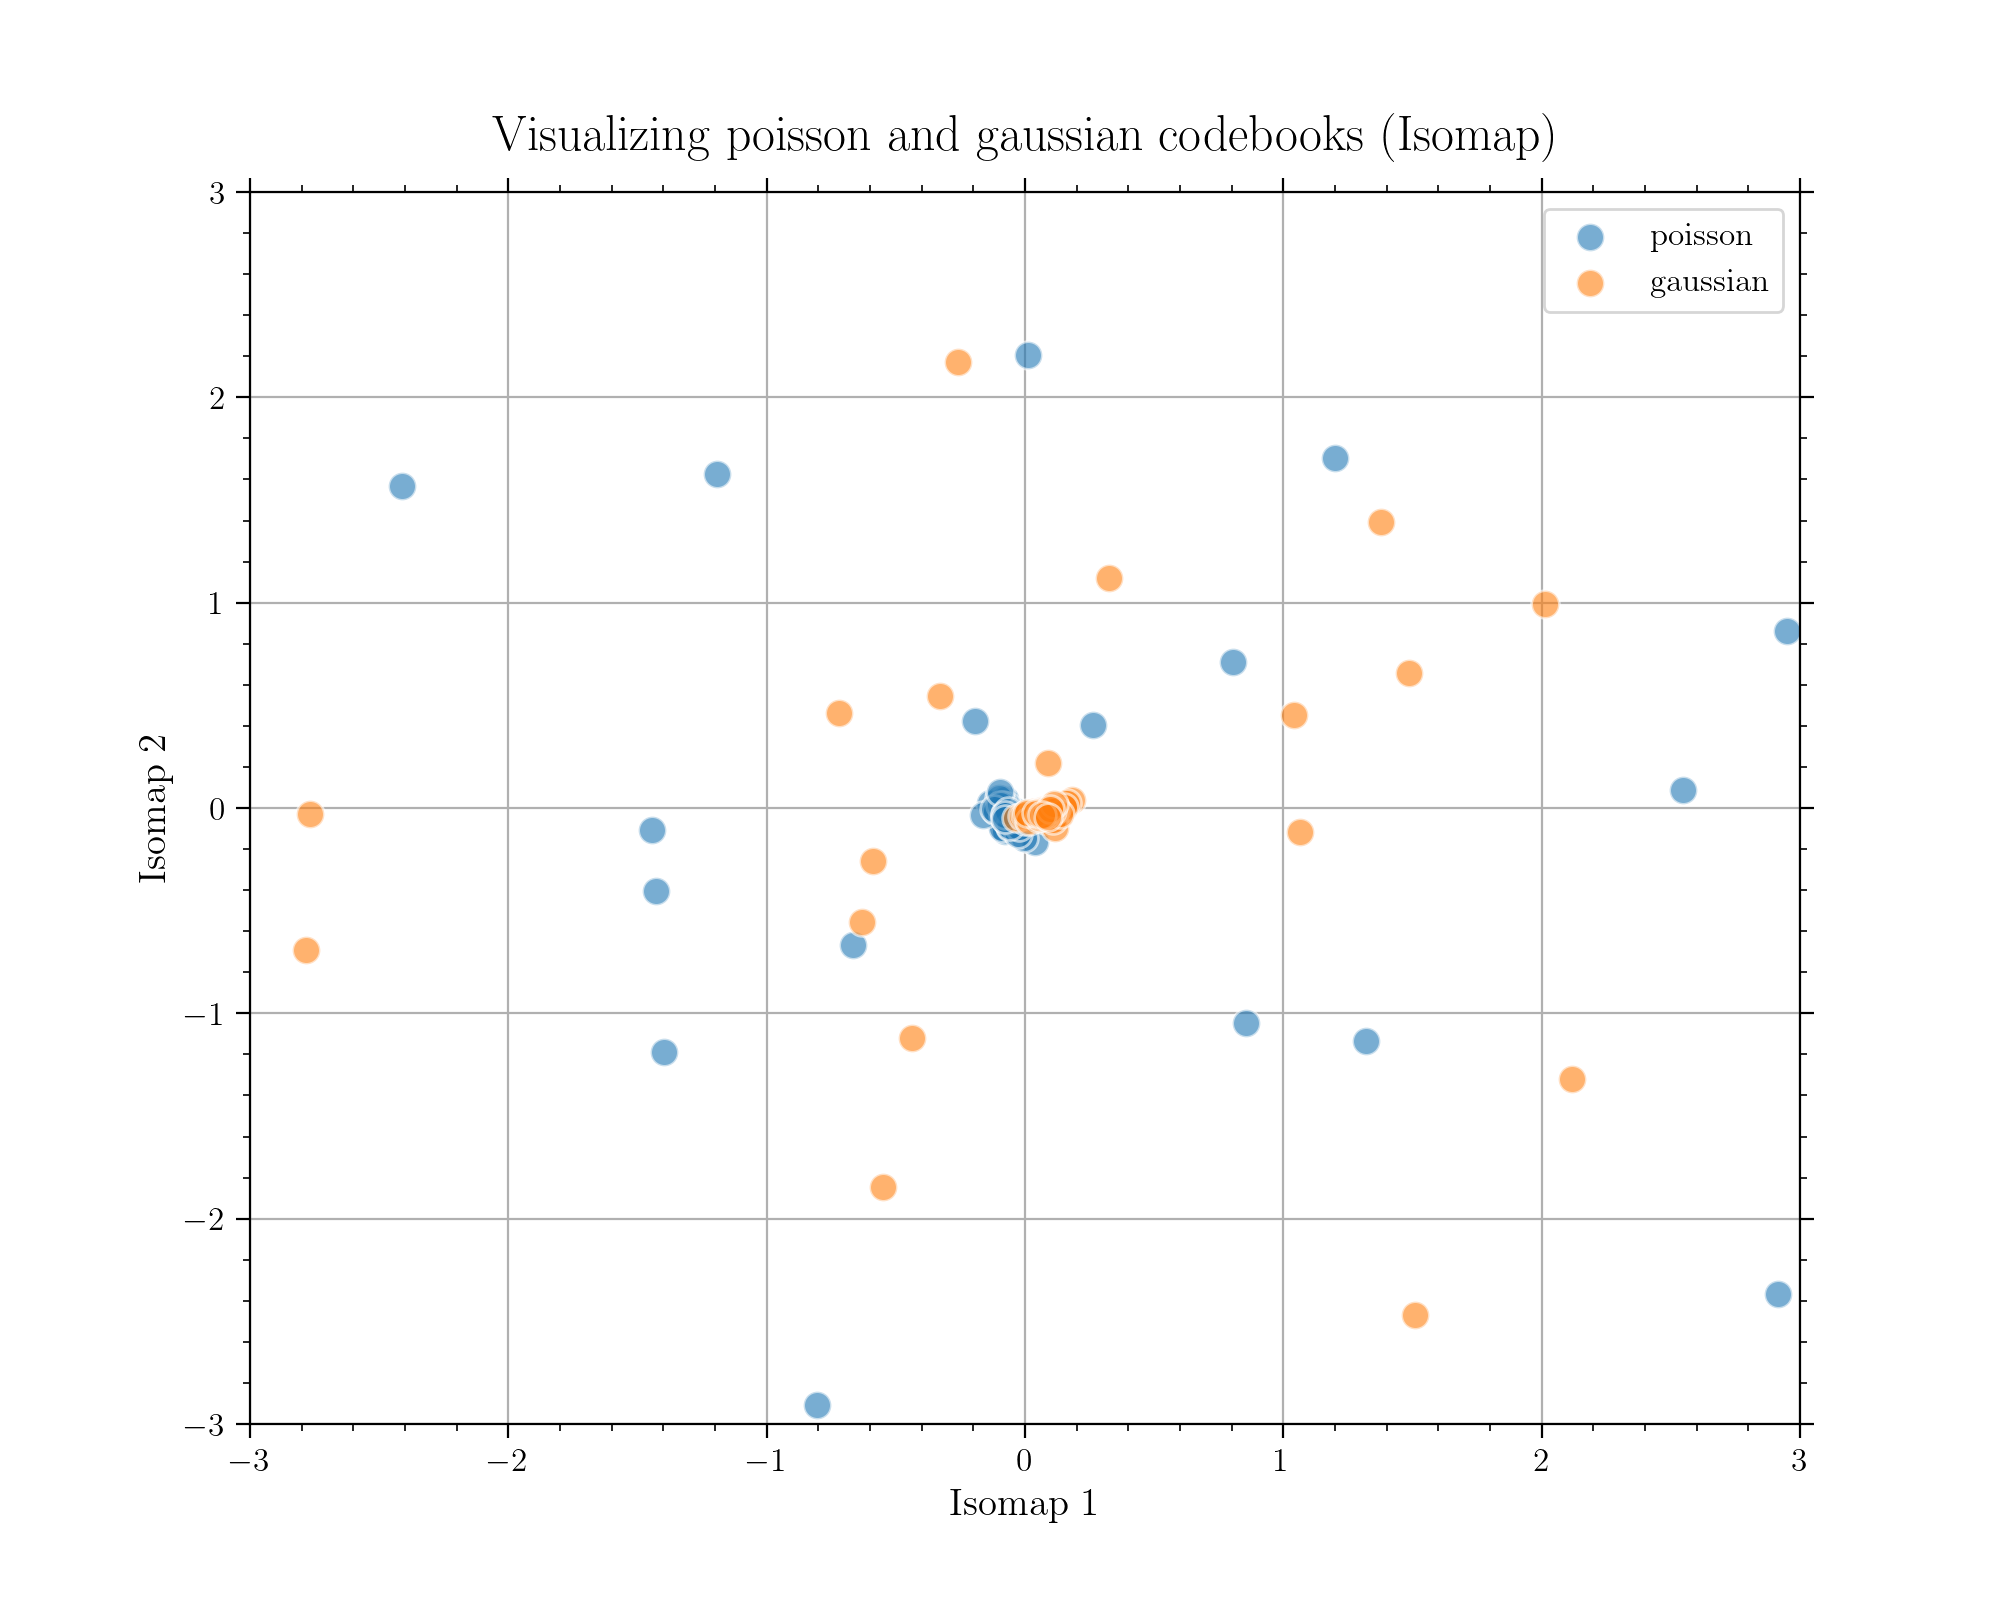 Visualizing poisson and gaussian codebooks (Isomap)
poisson
gaussian
3
2
1
0
−1
−2
−3
Isomap 2
−3
−2
−1
0
1
2
3
Isomap 1